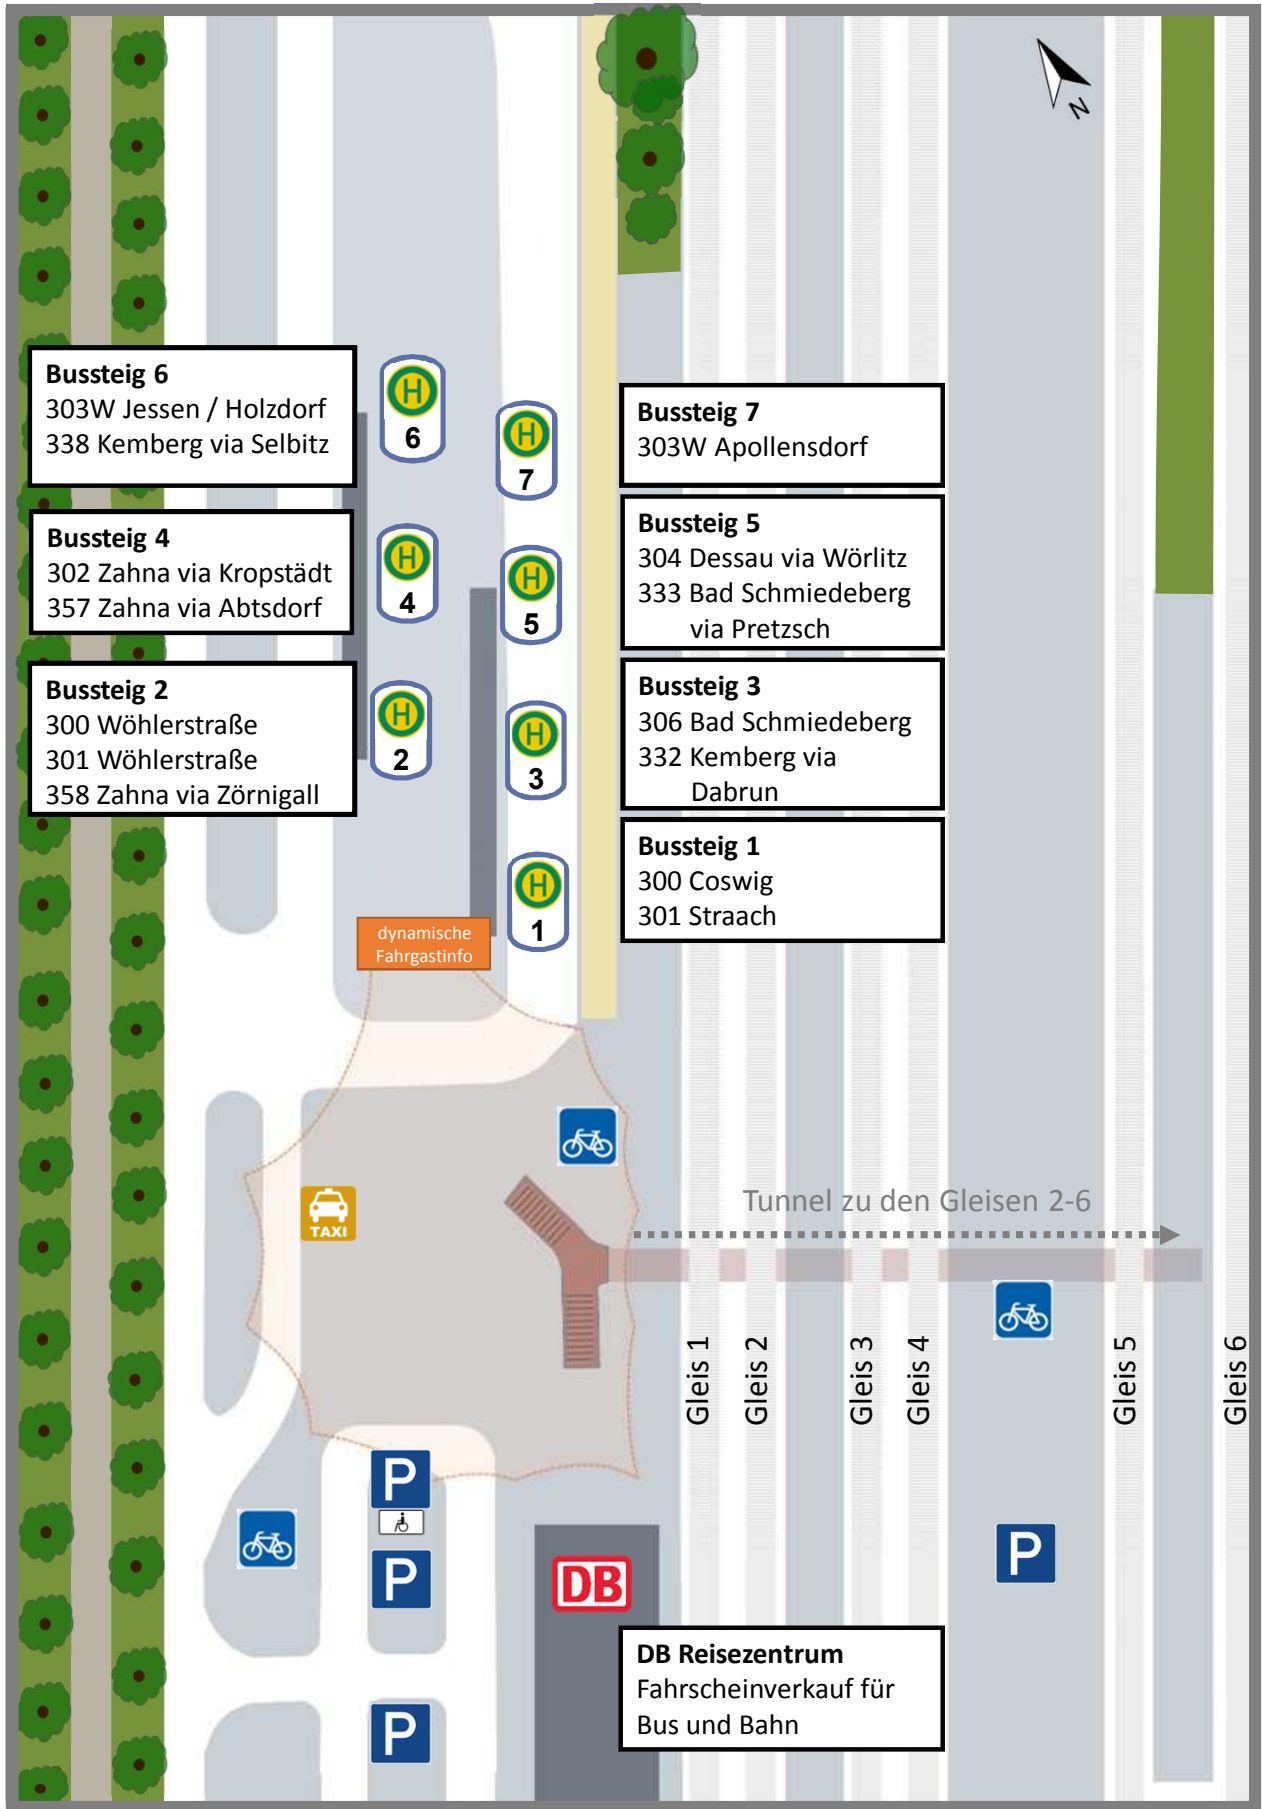 N
Bussteig 6
303W Jessen / Holzdorf
338 Kemberg via Selbitz
Bussteig 4
302 Zahna via Kropstädt
357 Zahna via Abtsdorf
Bussteig 2
300 Wöhlerstraße
301 Wöhlerstraße
358 Zahna via Zörnigall
H
6
H
7
H
4
H
5
H
2
H
3
H
1
Bussteig 7
303W Apollensdorf
Bussteig 5
304 Dessau via Wörlitz
333 Bad Schmiedeberg
via Pretzsch
Bussteig 3
306 Bad Schmiedeberg
332 Kemberg via
Dabrun
Bussteig 1
300 Coswig
301 Straach
dynamische
Fahrgastinfo
TAXI
Tunnel zu den Gleisen 2-6
Gleis 1
Gleis 2
Gleis 3
Gleis 4
Gleis 5
Gleis 6
P
P
P
P
DB
DB Reisezentrum
Fahrscheinverkauf für
Bus und Bahn